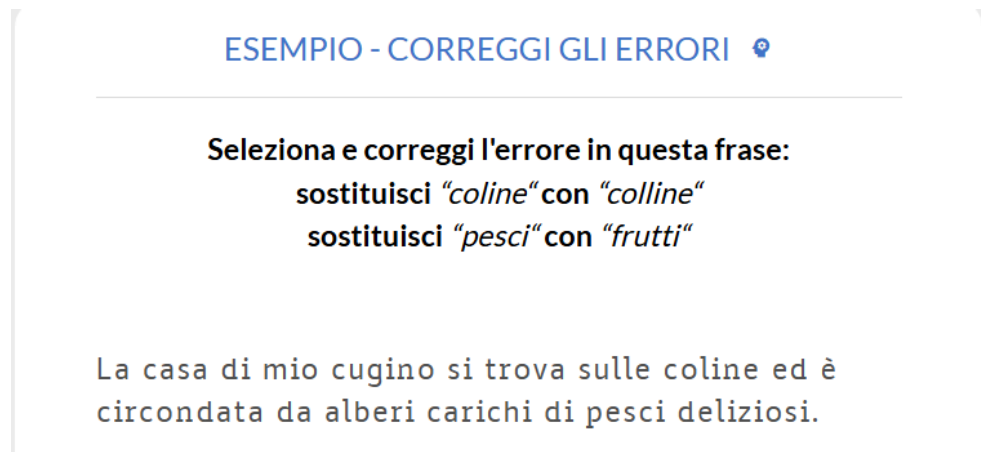 ESEMPIO - CORREGGI GLI ERRORI
Seleziona e correggi l'errore in questa frase:
sostituisci “coline“ con “colline“
sostituisci “pesci“ con “frutti“
La casa di mio cugino si trova sulle coline ed è
circondata da alberi carichi di pesci deliziosi.